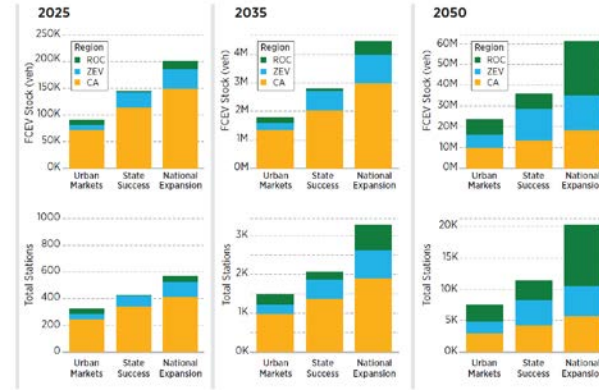 2025
FCEV Stock (veh)
250K
200K
150K
100K
50K
0K
Region
ROC
ZEV
CA
Urban Markets
State Success
National Expansion
2035
FCEV Stock (veh)
4M
3M
2M
1M
0M
Region
ROC
ZEV
CA
Urban Markets
State Success
National Expansion
2050
FCEV Stock (veh)
60M
50M
40M
30M
20M
10M
0M
Region
ROC
ZEV
CA
Urban Markets
State Success
National Expansion
Total Stations
1000
800
600
400
200
0
Urban Markets
State Success
National Expansion
Total Stations
3K
2K
1K
0K
Urban Markets
State Success
National Expansion
Total Stations
20K
15K
10K
5K
0K
Urban Markets
State Success
National Expansion